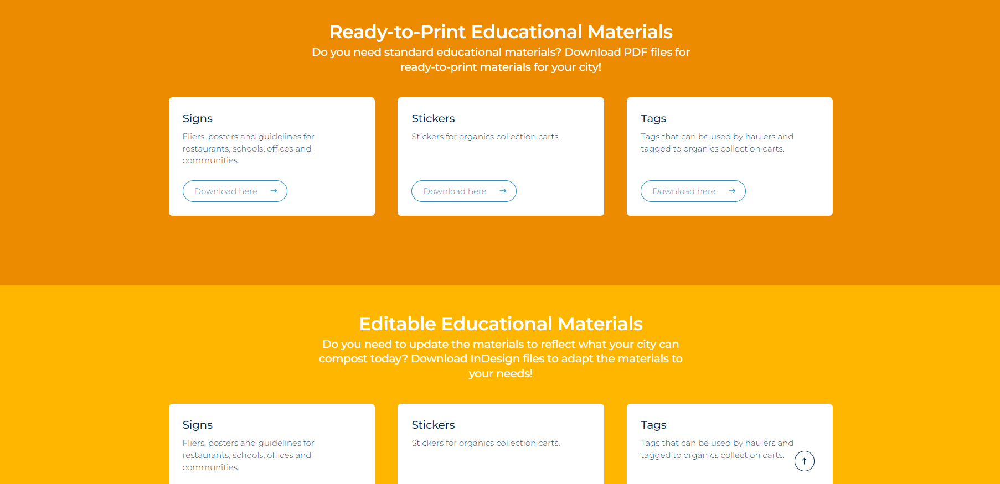 Ready-to-Print Educational Materials
Do you need standard educational materials? Download PDF files for
ready-to-print materials for your city!
Signs
Fliers, posters and guidelines for
restaurants, schools, offices and
communities.
Download here
Stickers
Stickers for organics collection carts.
Download here
Tags
Tags that can be used by haulers and
tagged to organics collection carts.
Download here
Editable Educational Materials
Do you need to update the materials to reflect what your city can
compost today? Download InDesign files to adapt the materials to
your needs!
Signs
Fliers, posters and guidelines for
restaurants, schools, offices and
communities.
Stickers
Stickers for organics collection carts.
Tags
Tags that can be used by haulers and
tagged to organics collection carts.